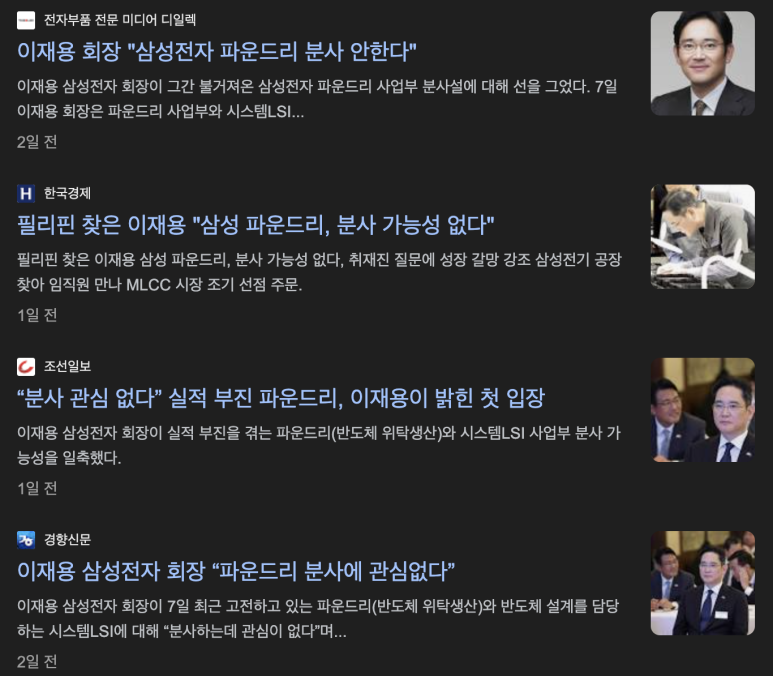 전자부품 전문 미디어 디일렉
이재용 회장 "삼성전자 파운드리 분사 안한다"
이재용 삼성전자 회장이 그간 불거져온 삼성전자 파운드리 사업부 분사설에 대해 선을 그었다. 7일
이재용 회장은 파운드리 사업부와 시스템LSI...
2일 전
H
한국경제
필리핀 찾은 이재용 "삼성 파운드리, 분사 가능성 없다"
필리핀 찾은 이재용 삼성 파운드리, 분사 가능성 없다, 취재진 질문에 성장 갈망 강조 삼성전기 공장
찾아 임직원 만나 MLCC 시장 조기 선점 주문.
1일 전
조선일보
“분사 관심 없다” 실적 부진 파운드리, 이재용이 밝힌 첫 입장
이재용 삼성전자 회장이 실적 부진을 겪는 파운드리(반도체 위탁생산)와 시스템LSI 사업부 분사 가
능성을 일축했다.
1일 전
경향신문
이재용 삼성전자 회장 “파운드리 분사에 관심없다”
이재용 삼성전자 회장이 7일 최근 고전하고 있는 파운드리(반도체 위탁생산)와 반도체 설계를 담당
하는 시스템LSI에 대해 “분사하는데 관심이 없다”며...
2일 전